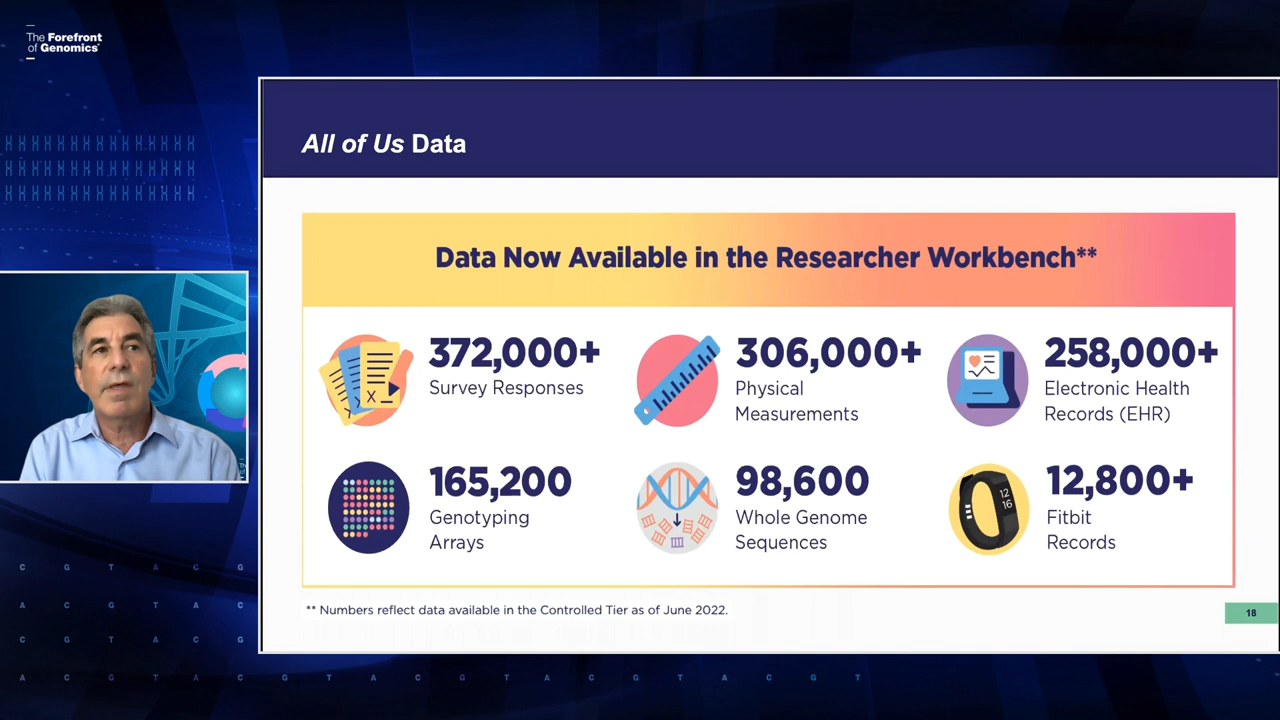 The Forefront
of Genomics®
All of Us Data
Data Now Available in the Researcher Workbench**
372,000+
Survey Responses
306,000+
Physical
Measurements
258,000+
Electronic Health
Records (EHR)
165,200
Genotyping
Arrays
98,600
Whole Genome
Sequences
12
16
12,800+
Fitbit
Records
** Numbers reflect data available in the Controlled Tier as of June 2022.
18
C G T A C G
A C G T A C
C G T A C G
A C G T A C G T A C G T A C G T A C G T